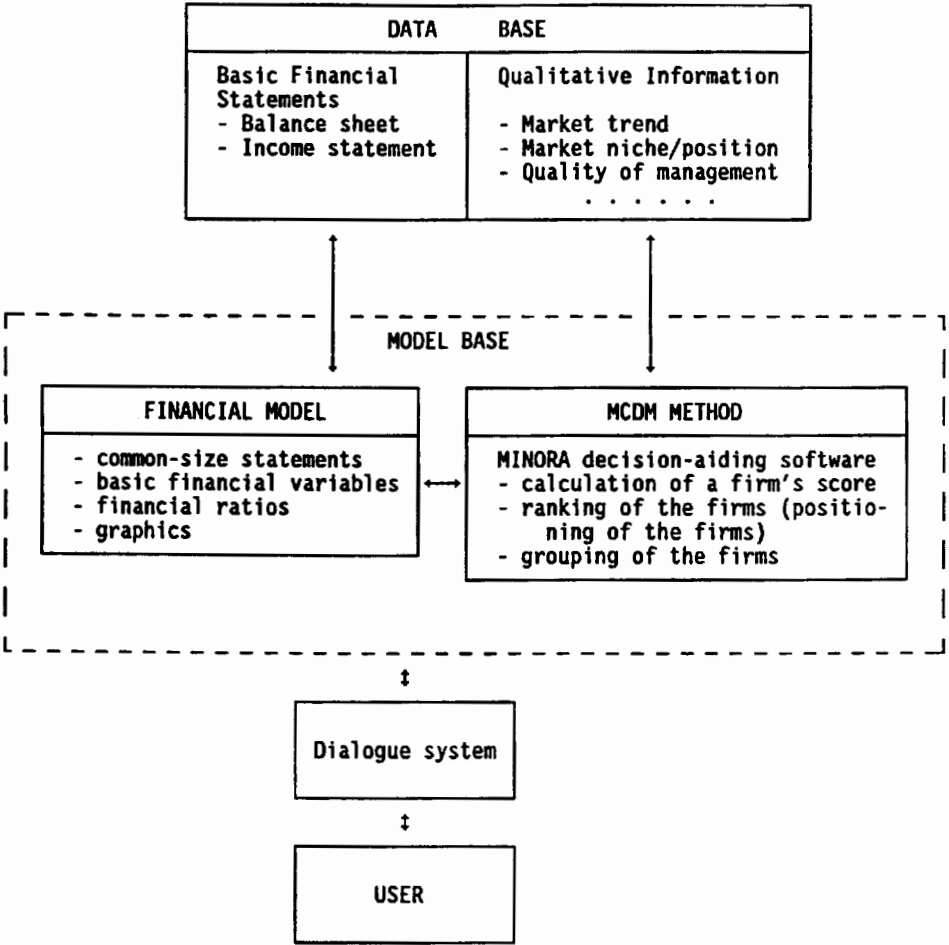 DATA BASE
Basic Financial
Statements
- Balance sheet
- Income statement
Qualitative Information
- Market trend
- Market niche/position
- Quality of management
. . . . . .
MODEL BASE
FINANCIAL MODEL
- common-size statements
- basic financial variables
- financial ratios
- graphics
MCDM METHOD
MINORA decision-aiding software
- calculation of a firm's score
- ranking of the firms (positio-
ning of the firms)
- grouping of the firms
Dialogue system
USER